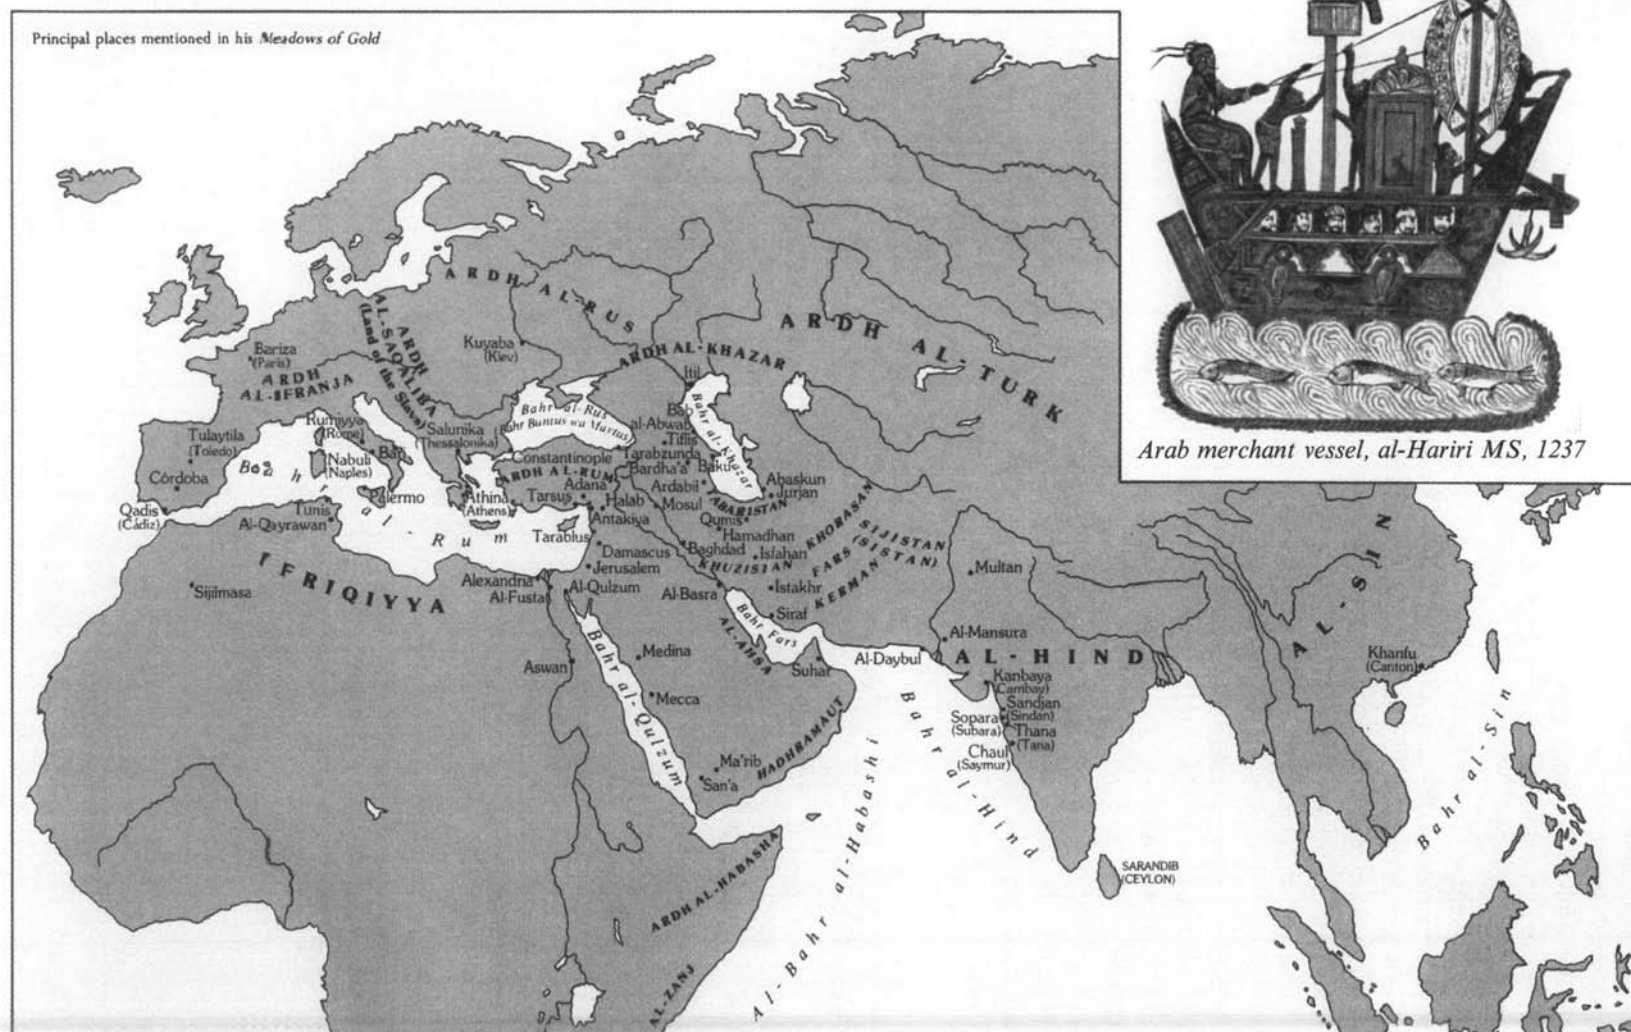 Principal places mentioned in his Meadows of Gold
Arab merchant vessel, al-Hariri MS, 1237
ARDH AL-RUS
ARDH
AL-SAQALIBA
(Land of the Slavs)
Kuyaba
(Kiev)
ARDH AL-KHAZAR
ARDH AL-TURK
Bariza
(Paris)
ARDH
AL-IFRANJA
Itil
Bahr al-Rus
Bahr Buntus wa Martus)
Bahr al-Khazar
Bab
al-Abwab
Tiflis
Tarabzunda
Bardha'a
Baku
Rumiyya
(Rome)
Bari
Nabuli
(Naples)
Salunika
(Thessalonika)
Constantinople
ARDH AL-RUM
Tulaytila
(Toledo)
Córdoba
Qadis
(Cádiz)
Palermo
Athina
(Athens)
Adana
Tarsus
Halab
Antakiya
Mosul
Ardabil
TABARISTAN
Abaskun
Jurjan
Qumis
Hamadhan
Isfahan
Baghdad
KHUZISTAN
KHORASAN
SIJISTAN
(SISTAN)
FARS
KERMAN
Tunis
Al-Qayrawan
al-Rum
Tarablus
Damascus
Jerusalem
Alexandria
Al-Fustat
Al-Qulzum
Al-Basra
Istakhr
Siraf
Bahr Fars
IFRIQIYYA
Sijilmasa
Multan
Al-Mansura
AL-HIND
AL-SIN
Khanfu
(Canton)
Aswan
Medina
Mecca
AL-AHSA
Suhar
Al-Daybul
Kanbaya
(Cambay)
Sandjan
(Sindan)
Sopara
(Subara)
Thana
(Tana)
Chaul
(Saymur)
Bahr al-Qulzum
Ma'rib
San'a
HADHRAMAUT
Bahr al-Hind
Bahr al-Sin
Al-Bahr al-Habashi
SARANDIB
(CEYLON)
ARDH AL-HABASHA
AL-ZANJ